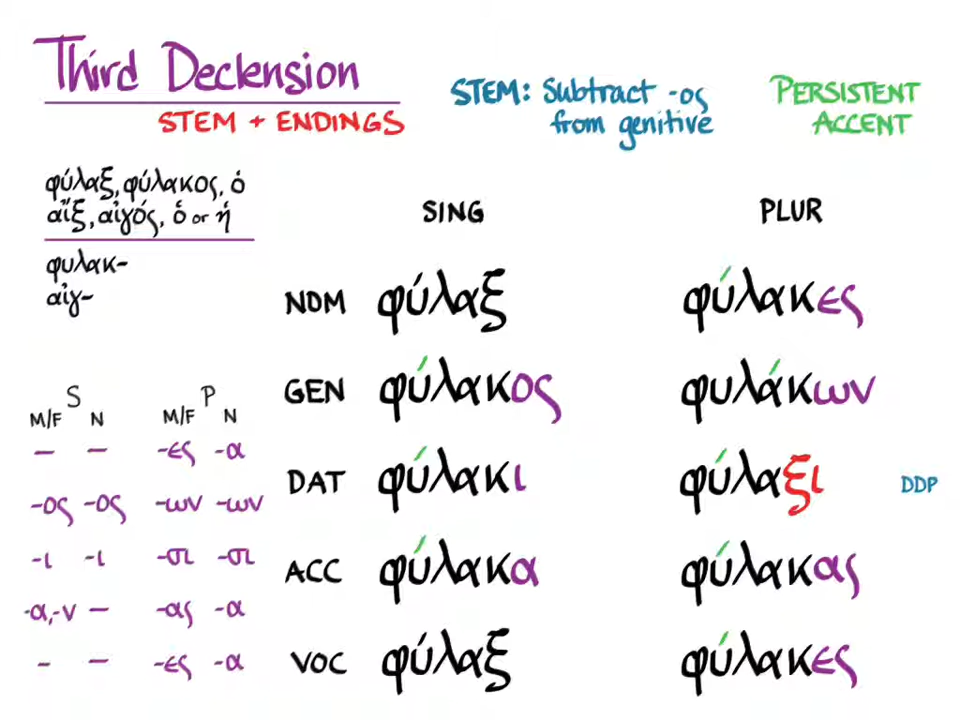 Third Declension
STEM + ENDINGS
STEM: Subtract -ος
from genitive
PERSISTENT
ACCENT
φύλαξ, φύλακος, ὁ
αἴξ, αἰγός, ὁ or ἡ
φυλακ-
αἰγ-
SING PLUR
NOM φύλαξ φύλακες
GEN φύλακος φυλάκων
DAT φύλακι φύλαξι DDP
ACC φύλακα φύλακας
VOC φύλαξ φύλακες
S P
M/F N M/F N
– – -ες -α
-ος -ος -ων -ων
-ι -ι -σι -σι
-α,-ν – -ας -α
– – -ες -α